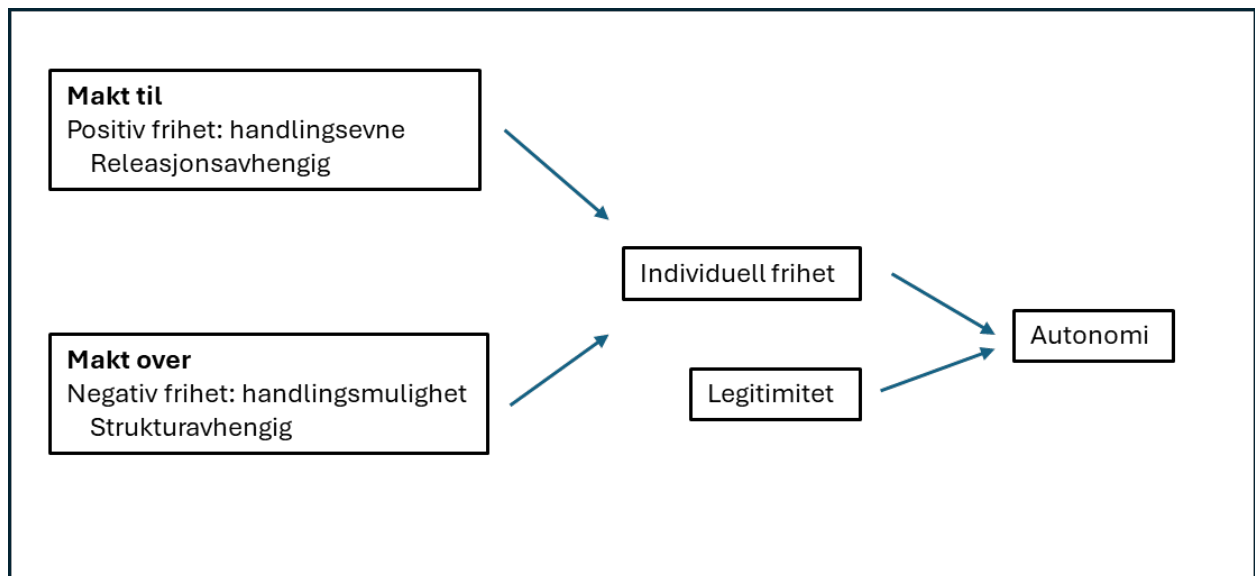 Makt til
Positiv frihet: handlingsevne
Releasjonsavhengig
Individuell frihet
Autonomi
Makt over
Negativ frihet: handlingsmulighet
Strukturavhengig
Legitimitet